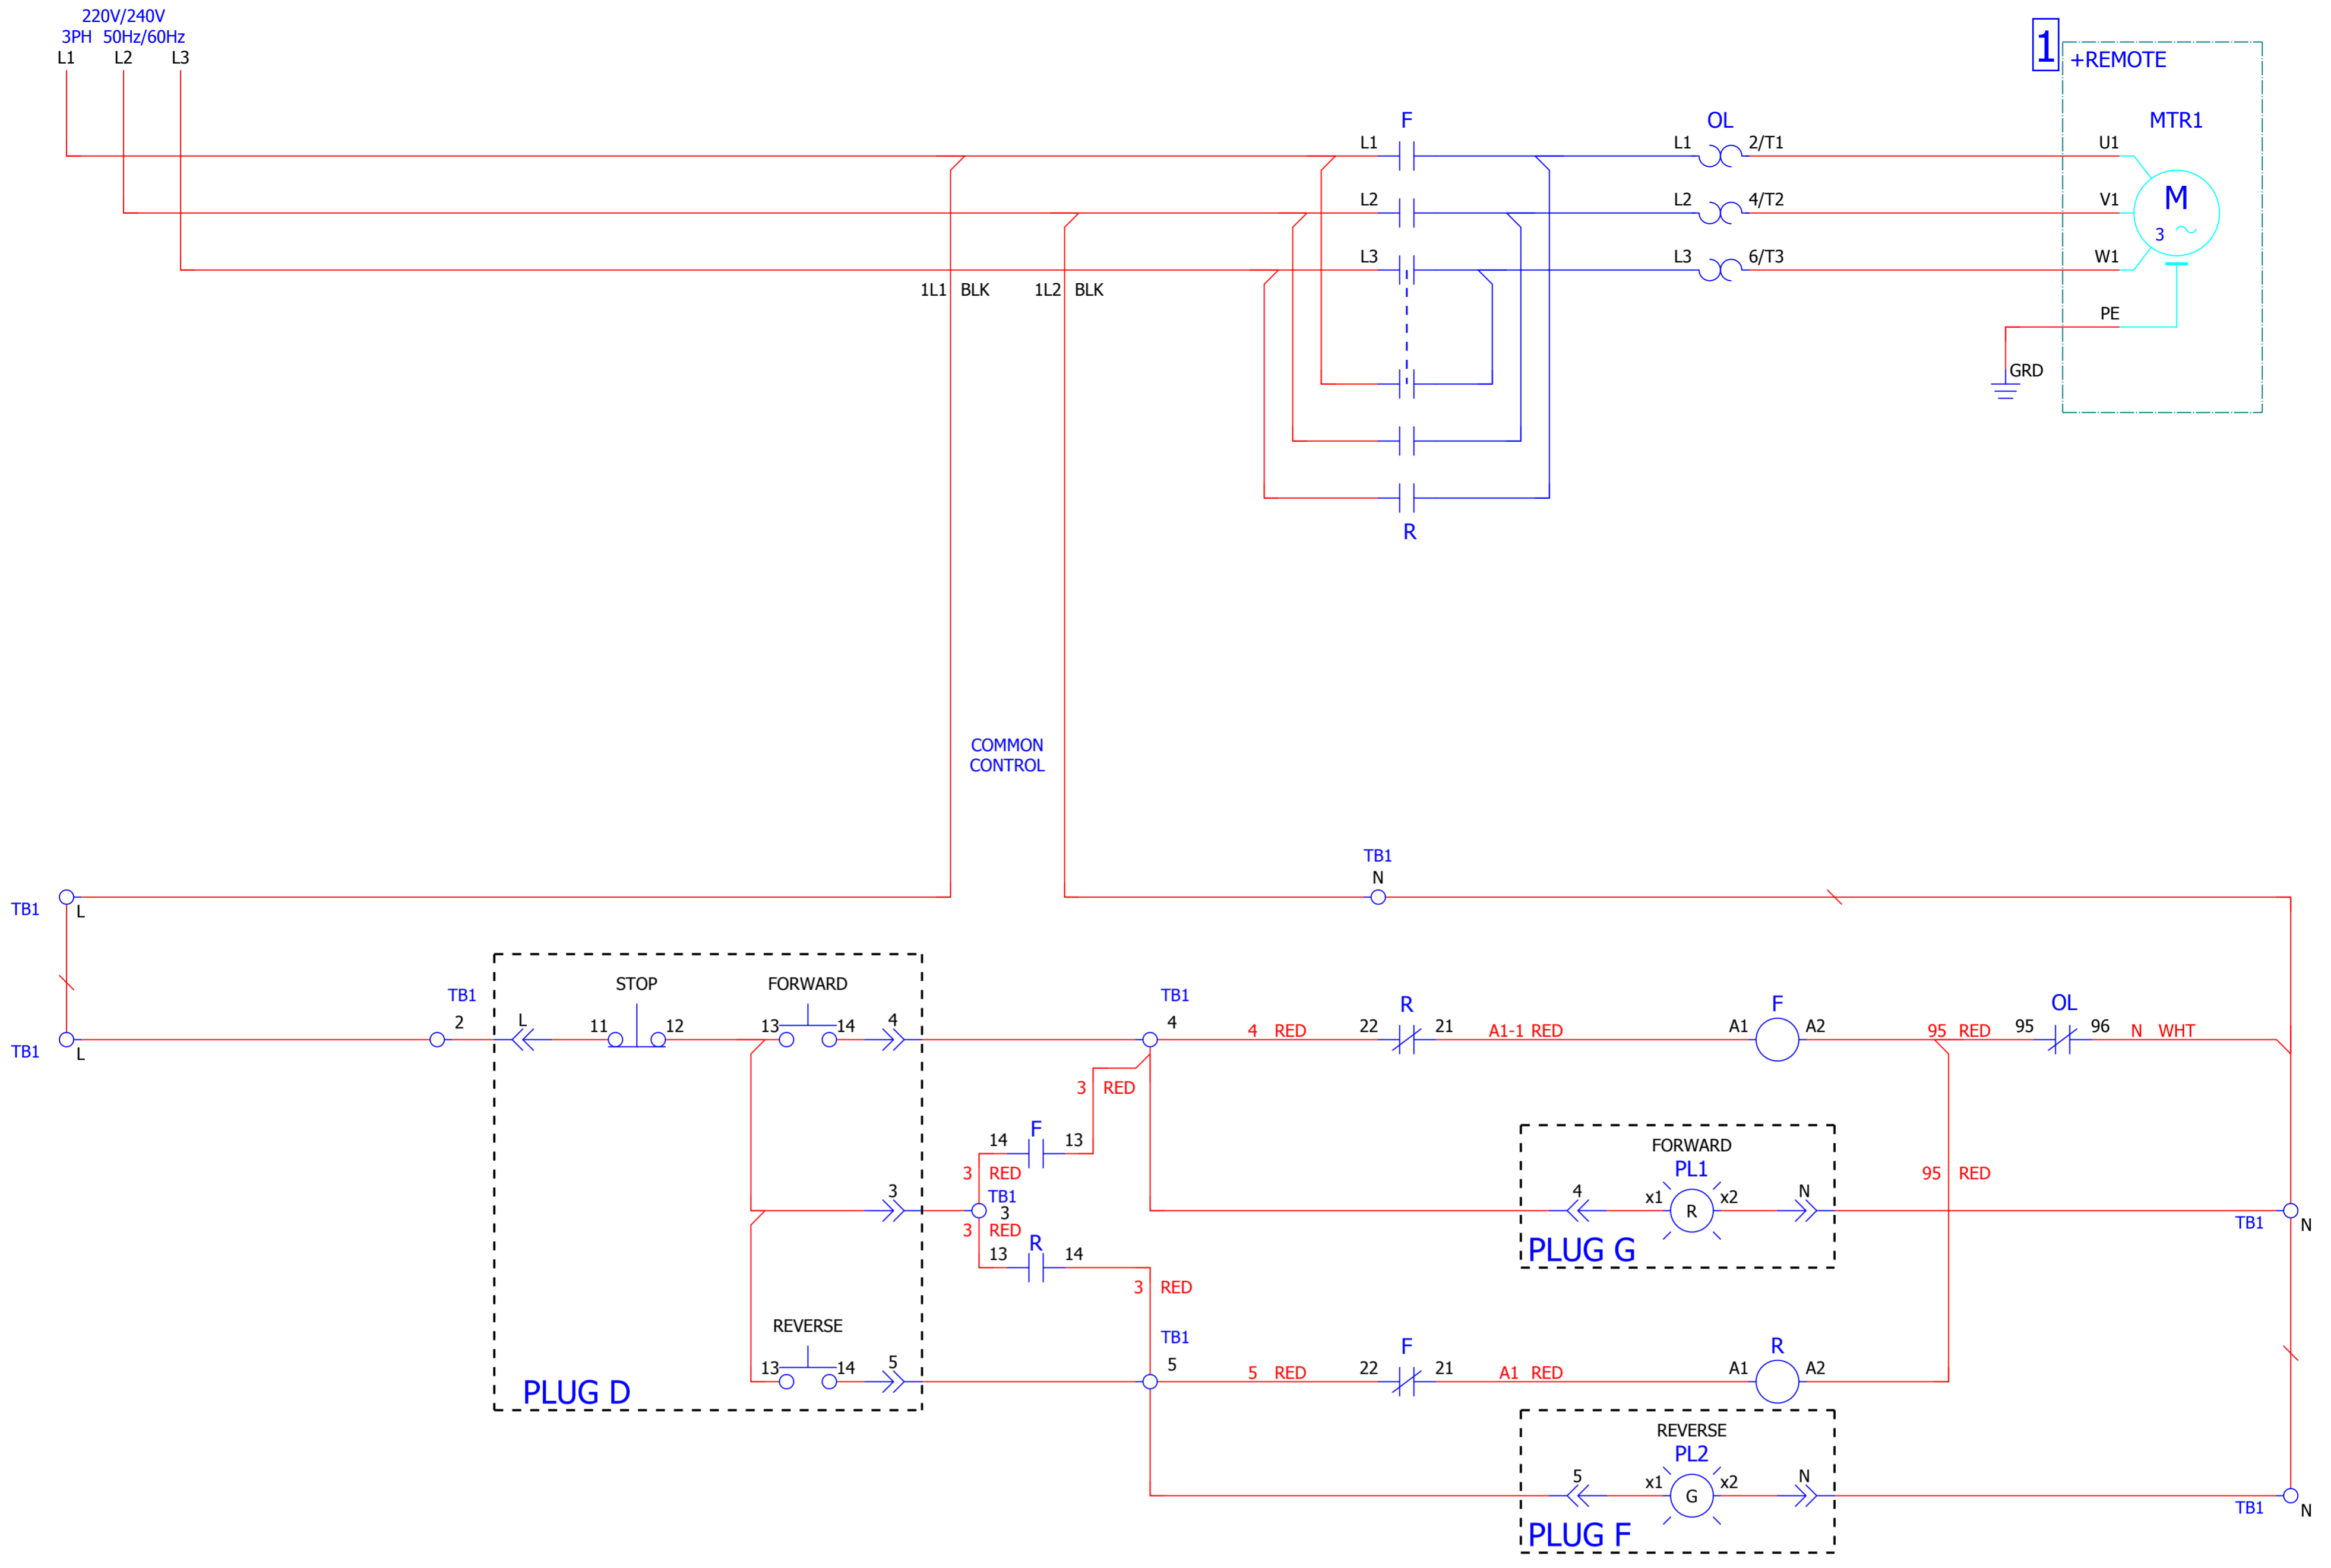 220V/240V
3PH 50Hz/60Hz
L1 L2 L3
1 +REMOTE
F OL MTR1
L1 L1 2/T1 U1
L2 L2 4/T2 V1
M
3
L3 L3 6/T3 W1
1L1 BLK 1L2 BLK
PE
GRD
R
COMMON
CONTROL
TB1
N
TB1 L
STOP FORWARD
TB1 TB1 R F OL
2 L 11 12 13 14 4 4 4 RED 22 21 A1-1 RED A1 A2 95 RED 95 96 N WHT
TB1 L
3 RED
F
14 13
FORWARD
PL1
3 RED 95 RED
3 TB1 4 x1 x2 N
3 R
TB1 N
3 RED
R
PLUG G
13 14
3 RED
REVERSE
TB1 F R
13 14 5 5 5 RED 22 21 A1 RED A1 A2
PLUG D
REVERSE
PL2
5 x1 x2 N
G
TB1 N
PLUG F